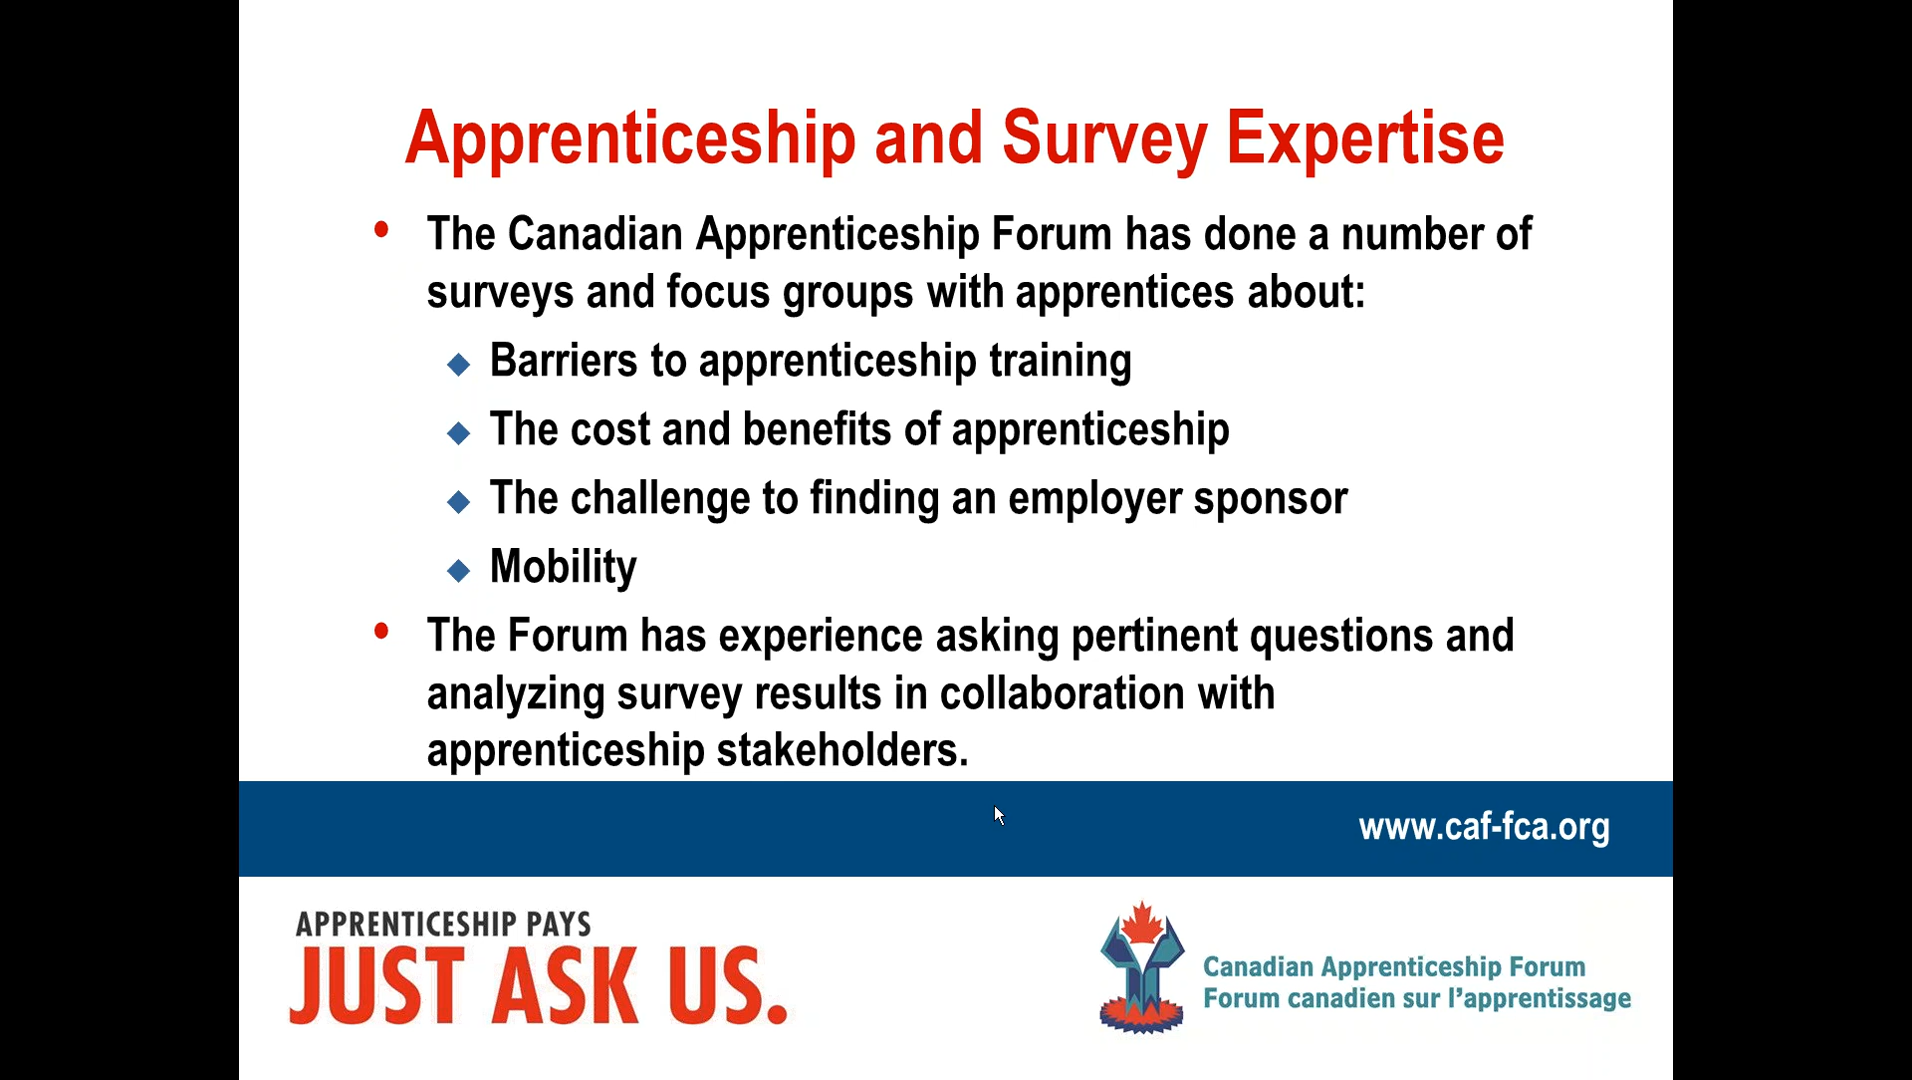 Apprenticeship and Survey Expertise
• The Canadian Apprenticeship Forum has done a number of
surveys and focus groups with apprentices about:
◆ Barriers to apprenticeship training
◆ The cost and benefits of apprenticeship
◆ The challenge to finding an employer sponsor
◆ Mobility
• The Forum has experience asking pertinent questions and
analyzing survey results in collaboration with
apprenticeship stakeholders.
www.caf-fca.org
APPRENTICESHIP PAYS
JUST ASK US.
Canadian Apprenticeship Forum
Forum canadien sur l’apprentissage